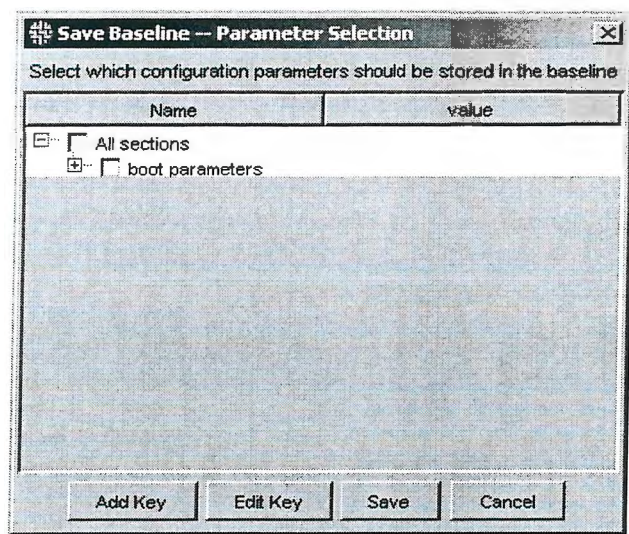 Save Baseline -- Parameter Selection
Select which configuration parameters should be stored in the baseline
Name value
All sections
boot parameters
Add Key Edit Key Save Cancel